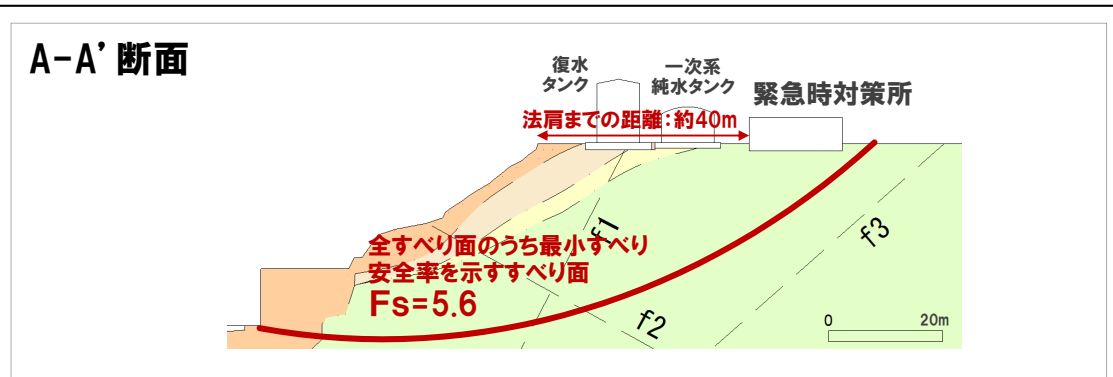 A-A’断面
復水
タンク
一次系
純水タンク
緊急時対策所
法肩までの距離：約40m
f1
f3
全すべり面のうち最小すべり
安全率を示すすべり面
Fs=5.6
f2
0 20m